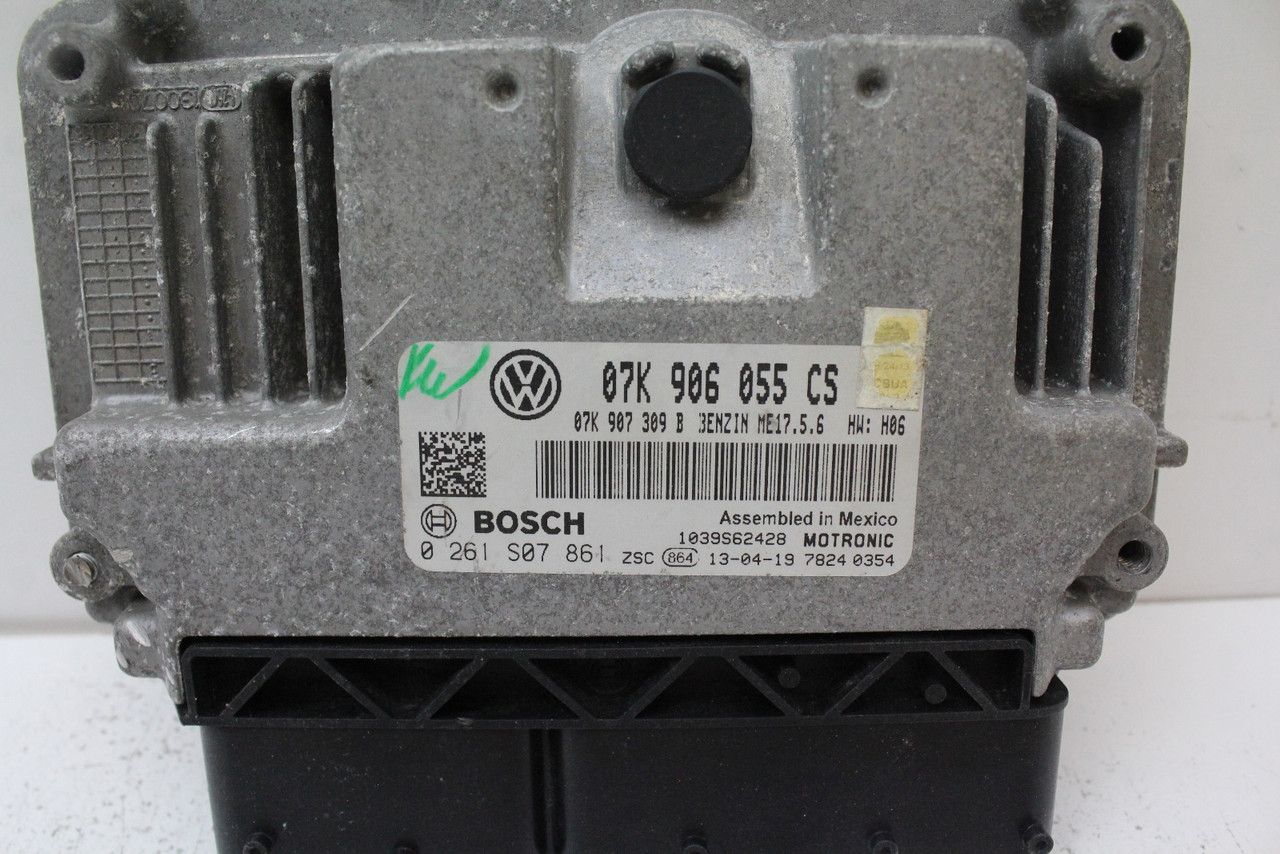 VW
07K 906 055 CS
07K 907 309 B BENZIN ME17.5.6 HW: H06
BOSCH
Assembled in Mexico
1039S62428 MOTRONIC
0 261 S07 861 ZSC 864 13-04-19 7824 0354